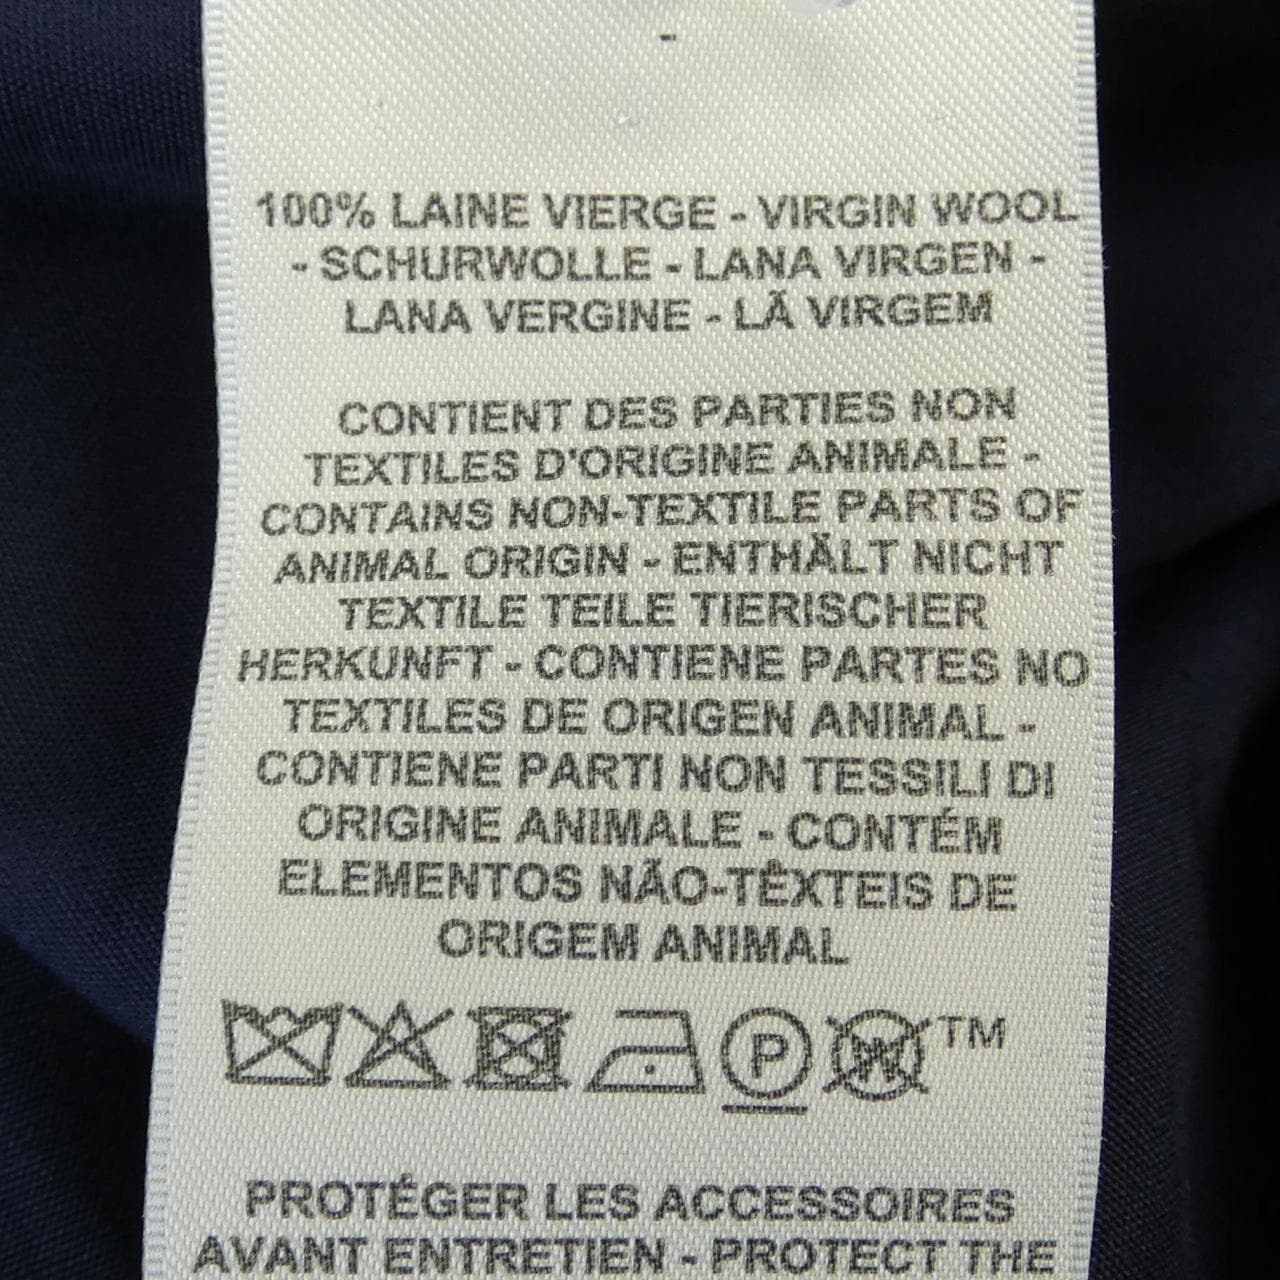 100% LAINE VIERGE - VIRGIN WOOL
- SCHURWOLLE - LANA VIRGEN -
LANA VERGINE - LÃ VIRGEM
CONTIENT DES PARTIES NON
TEXTILES D'ORIGINE ANIMALE -
CONTAINS NON-TEXTILE PARTS OF
ANIMAL ORIGIN - ENTHÄLT NICHT
TEXTILE TEILE TIERISCHER
HERKUNFT - CONTIENE PARTES NO
TEXTILES DE ORIGEN ANIMAL -
CONTIENE PARTI NON TESSILI DI
ORIGINE ANIMALE - CONTÉM
ELEMENTOS NÃO-TÊXTEIS DE
ORIGEM ANIMAL
P W TM
PROTÉGER LES ACCESSOIRES
AVANT ENTRETIEN - PROTECT THE